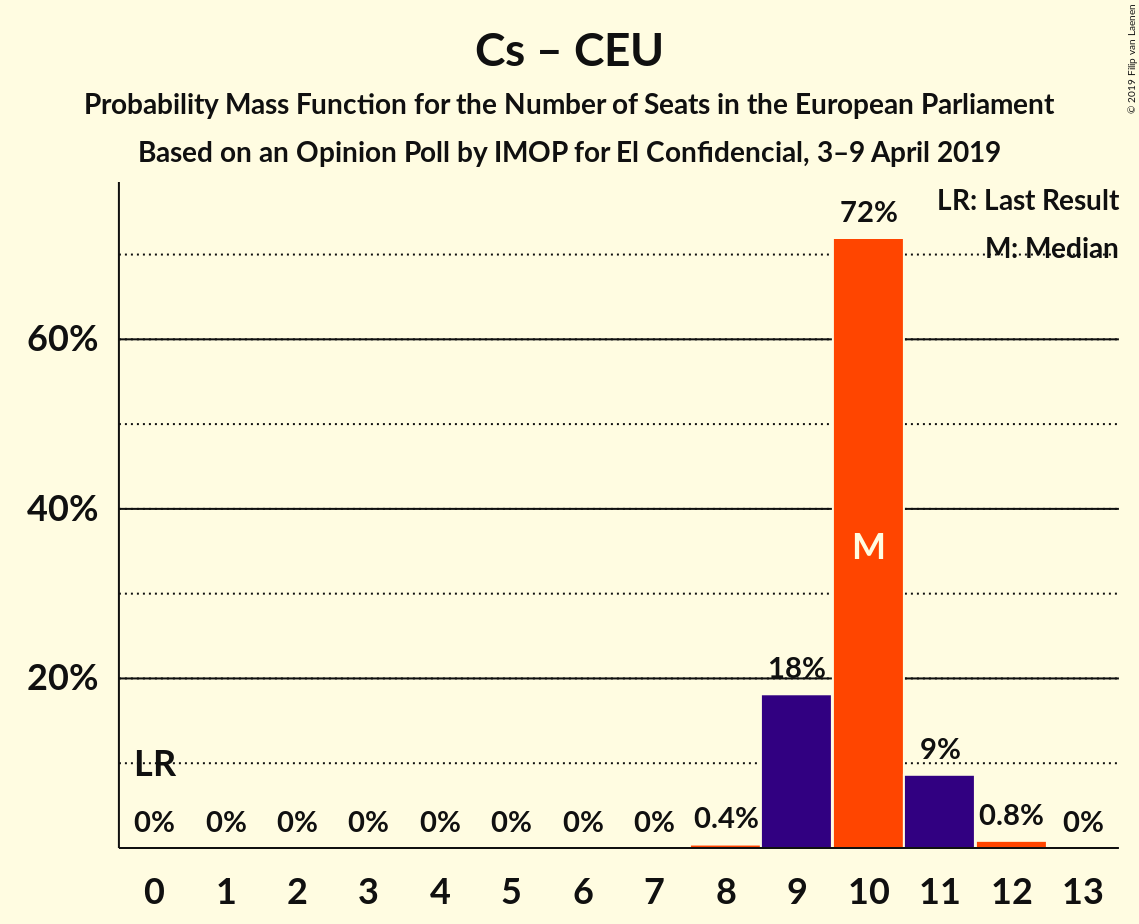 Cs – CEU
Probability Mass Function for the Number of Seats in the European Parliament
Based on an Opinion Poll by IMOP for El Confidencial, 3–9 April 2019
© 2019 Filip van Laenen
LR: Last Result
M: Median
72%
60%
40%
M
20%
18%
9%
LR
0% 0% 0% 0% 0% 0% 0% 0% 0.4% 0.8% 0%
0 1 2 3 4 5 6 7 8 9 10 11 12 13